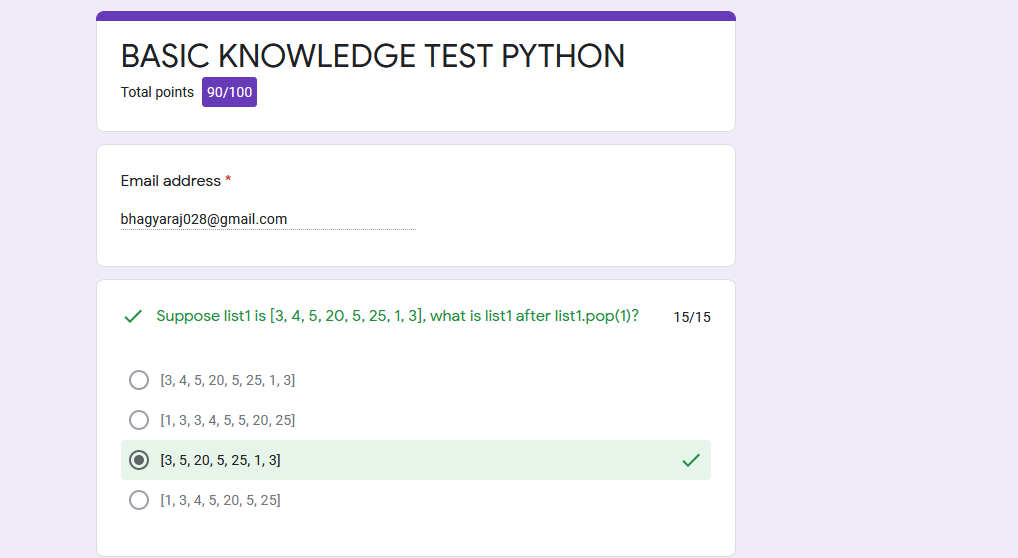 BASIC KNOWLEDGE TEST PYTHON
Total points 90/100
Email address *
bhagyaraj028@gmail.com
Suppose list1 is [3, 4, 5, 20, 5, 25, 1, 3], what is list1 after list1.pop(1)? 15/15
[3, 4, 5, 20, 5, 25, 1, 3]
[1, 3, 3, 4, 5, 5, 20, 25]
[3, 5, 20, 5, 25, 1, 3]
[1, 3, 4, 5, 20, 5, 25]